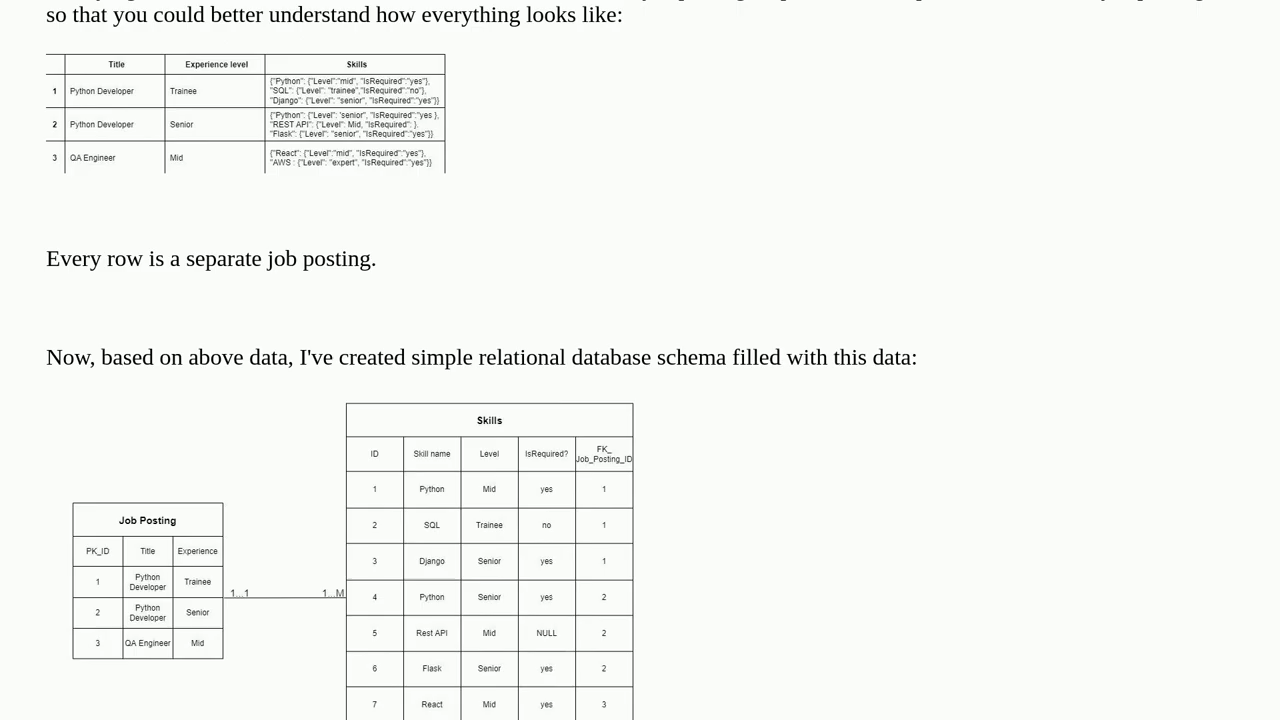 so that you could better understand how everything looks like:
Title Experience level Skills
1 Python Developer Trainee {"Python": {"Level":"mid", "IsRequired":"yes"},
"SQL": {"Level": "trainee","IsRequired":"no"},
"Django": {"Level": "senior", "IsRequired":"yes"}}
2 Python Developer Senior {"Python": {"Level": 'senior", "IsRequired":"yes },
"REST API": {"Level": Mid, "IsRequired": }.
"Flask": {"Level": "senior", "IsRequired":"yes"}}
3 QA Engineer Mid {"React": {"Level":"mid", "IsRequired":"yes"},
"AWS : {"Level": "expert", "IsRequired":"yes"}}
Every row is a separate job posting.
Now, based on above data, I've created simple relational database schema filled with this data:
Job Posting
PK_ID Title Experience
1 Python Developer Trainee
2 Python Developer Senior
3 QA Engineer Mid
1...1 1...M
Skills
ID Skill name Level IsRequired? FK_ Job_Posting_ID
1 Python Mid yes 1
2 SQL Trainee no 1
3 Django Senior yes 1
4 Python Senior yes 2
5 Rest API Mid NULL 2
6 Flask Senior yes 2
7 React Mid yes 3